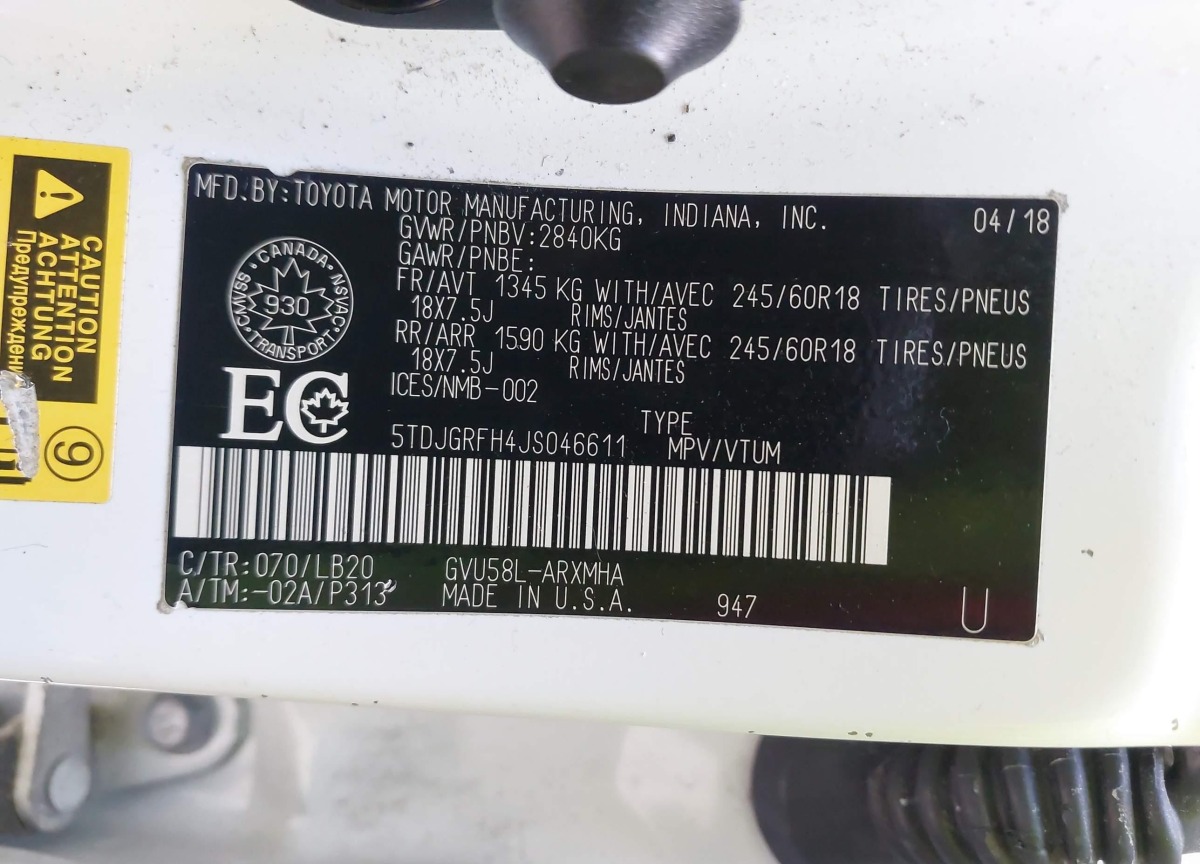 MFD.BY:TOYOTA MOTOR MANUFACTURING, INDIANA, INC. 04/18
GVWR/PNBV:2840KG
GAWR/PNBE:
FR/AVT 1345 KG WITH/AVEC 245/60R18 TIRES/PNEUS
18X7.5J RIMS/JANTES
RR/ARR 1590 KG WITH/AVEC 245/60R18 TIRES/PNEUS
18X7.5J RIMS/JANTES
ICES/NMB-002
CANADA
CMVSS 930 NSVAC
TRANSPORT
EC
TYPE
5TDJGRFH4JS046611 MPV/VTUM
C/TR:070/LB20 GVU58L-ARXMHA
A/TM:-02A/P313 MADE IN U.S.A. 947 U
CAUTION
ATTENTION
ACHTUNG
9